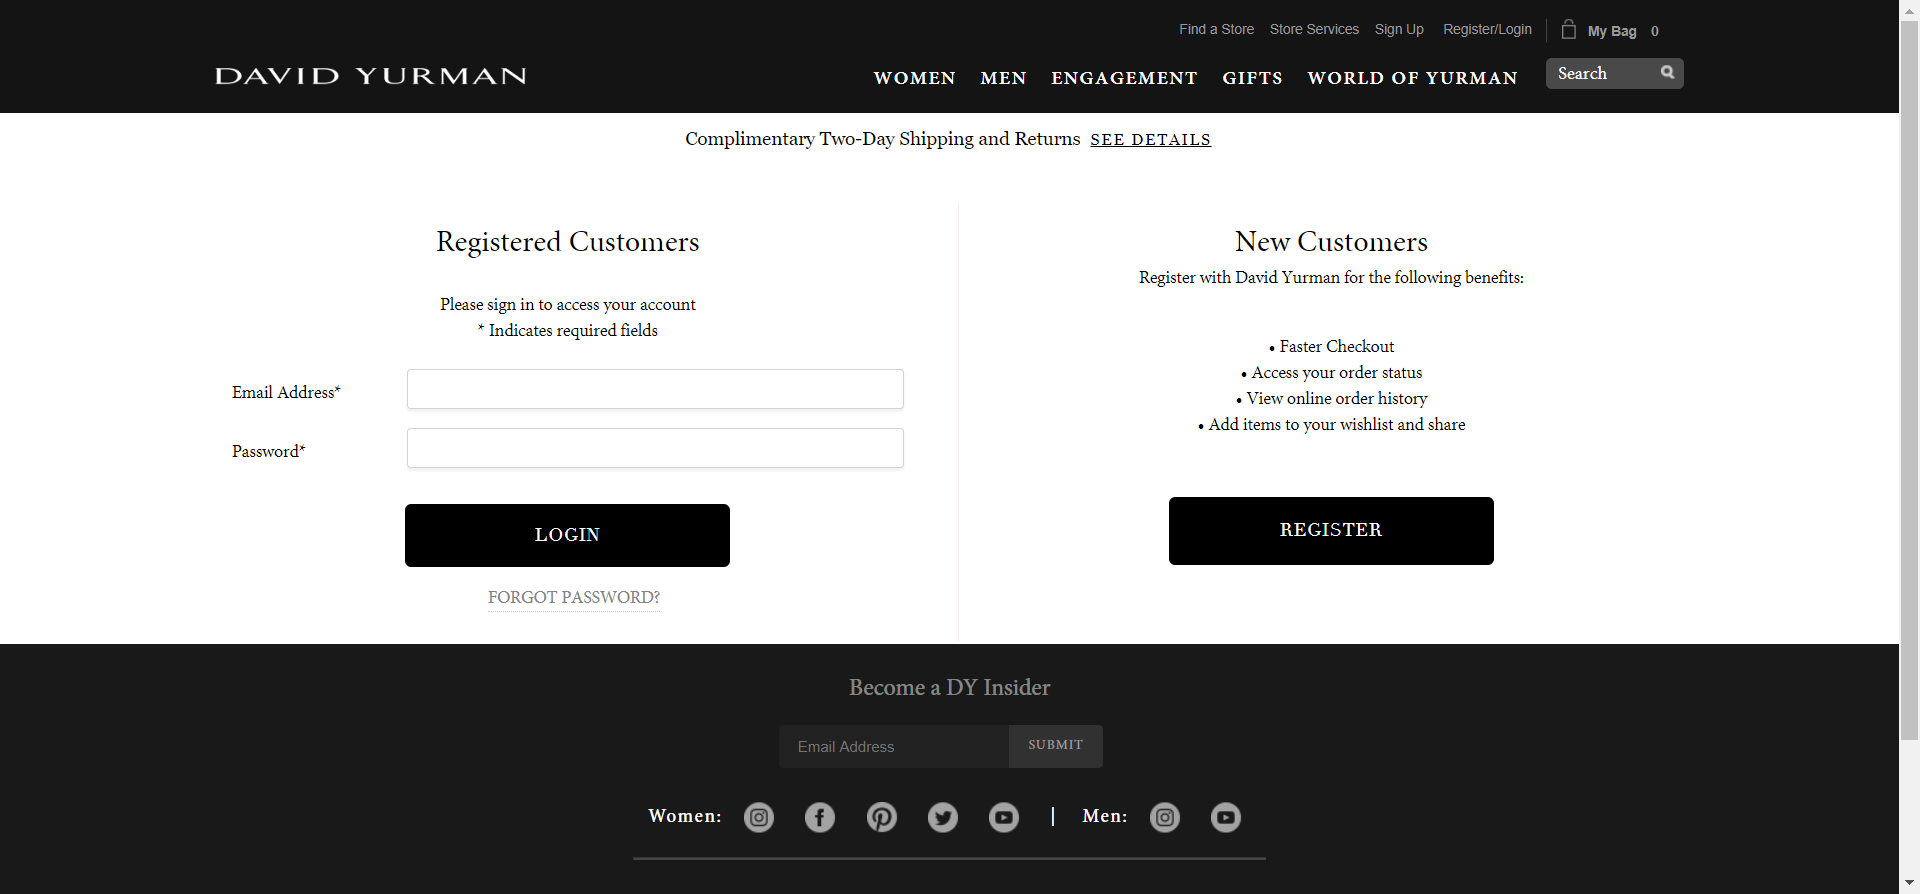 Find a Store Store Services Sign Up Register/Login My Bag 0
DAVID YURMAN
WOMEN MEN ENGAGEMENT GIFTS WORLD OF YURMAN Search
Complimentary Two-Day Shipping and Returns SEE DETAILS
Registered Customers
Please sign in to access your account
* Indicates required fields
Email Address*
Password*
LOGIN
FORGOT PASSWORD?
New Customers
Register with David Yurman for the following benefits:
• Faster Checkout
• Access your order status
• View online order history
• Add items to your wishlist and share
REGISTER
Become a DY Insider
Email Address SUBMIT
Women: | Men: